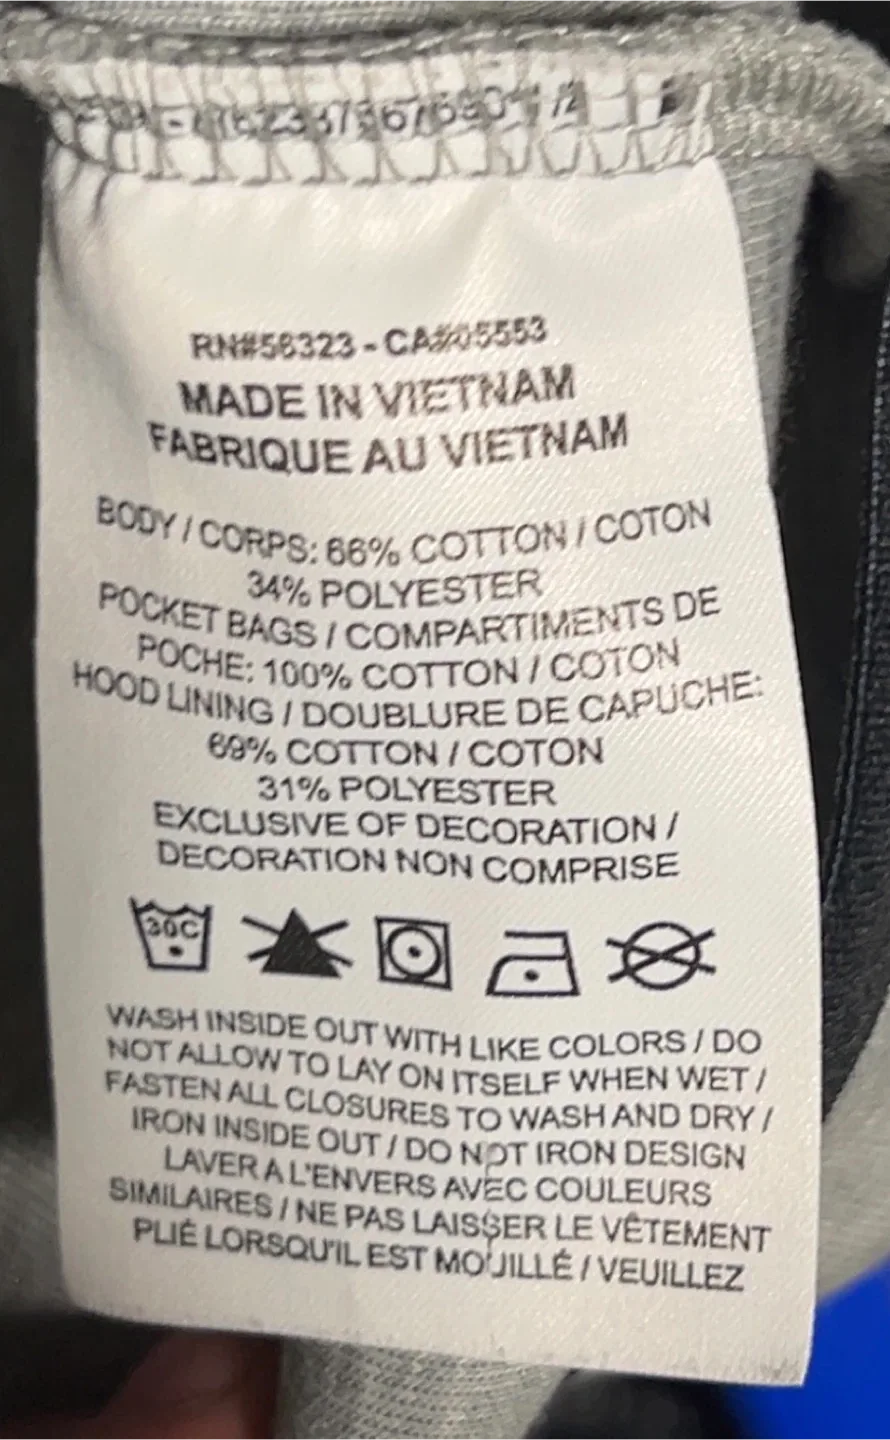 RN#56323 - CA#05553
MADE IN VIETNAM
FABRIQUE AU VIETNAM
BODY / CORPS: 66% COTTON / COTON
34% POLYESTER
POCKET BAGS / COMPARTIMENTS DE
POCHE: 100% COTTON / COTON
HOOD LINING / DOUBLURE DE CAPUCHE:
69% COTTON / COTON
31% POLYESTER
EXCLUSIVE OF DECORATION /
DECORATION NON COMPRISE
30C
WASH INSIDE OUT WITH LIKE COLORS / DO
NOT ALLOW TO LAY ON ITSELF WHEN WET /
FASTEN ALL CLOSURES TO WASH AND DRY /
IRON INSIDE OUT / DO NOT IRON DESIGN
LAVER A L'ENVERS AVEC COULEURS
SIMILAIRES / NE PAS LAISSER LE VÊTEMENT
PLIÉ LORSQU'IL EST MOUILLÉ / VEUILLEZ